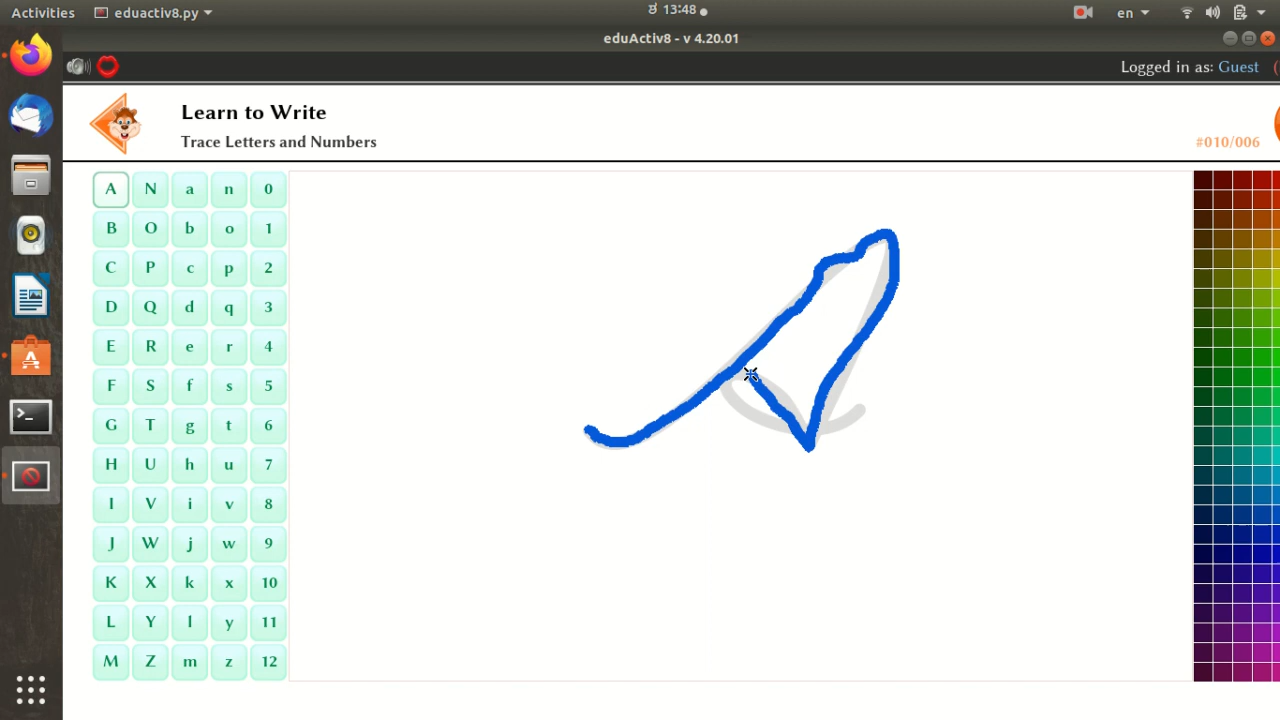 Activities eduactiv8.py ಶ 13:48 en
eduActiv8 - v 4.20.01
Logged in as: Guest (
Learn to Write
Trace Letters and Numbers
#010/006
A N a n 0
B O b o 1
C P c p 2
D Q d q 3
E R e r 4
F S f s 5
G T g t 6
H U h u 7
I V i v 8
J W j w 9
K X k x 10
L Y l y 11
M Z m z 12